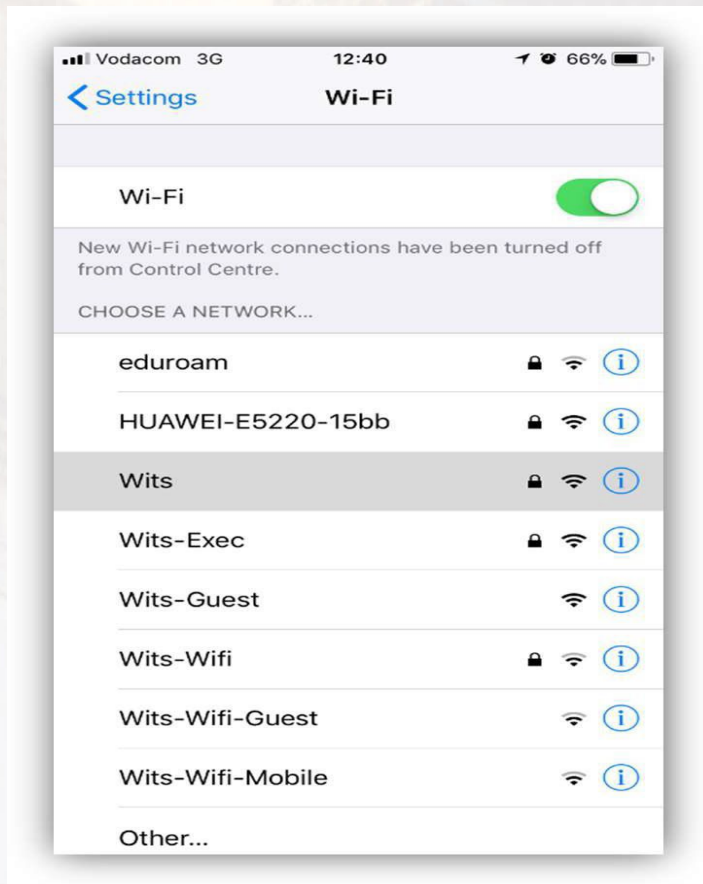 Vodacom 3G 12:40 66%
Settings Wi-Fi
Wi-Fi
New Wi-Fi network connections have been turned off
from Control Centre.
CHOOSE A NETWORK...
eduroam
HUAWEI-E5220-15bb
Wits
Wits-Exec
Wits-Guest
Wits-Wifi
Wits-Wifi-Guest
Wits-Wifi-Mobile
Other...